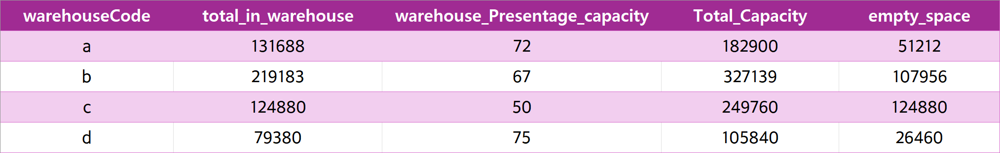 warehouseCode total_in_warehouse warehouse_Presentage_capacity Total_Capacity empty_space
a 131688 72 182900 51212
b 219183 67 327139 107956
c 124880 50 249760 124880
d 79380 75 105840 26460